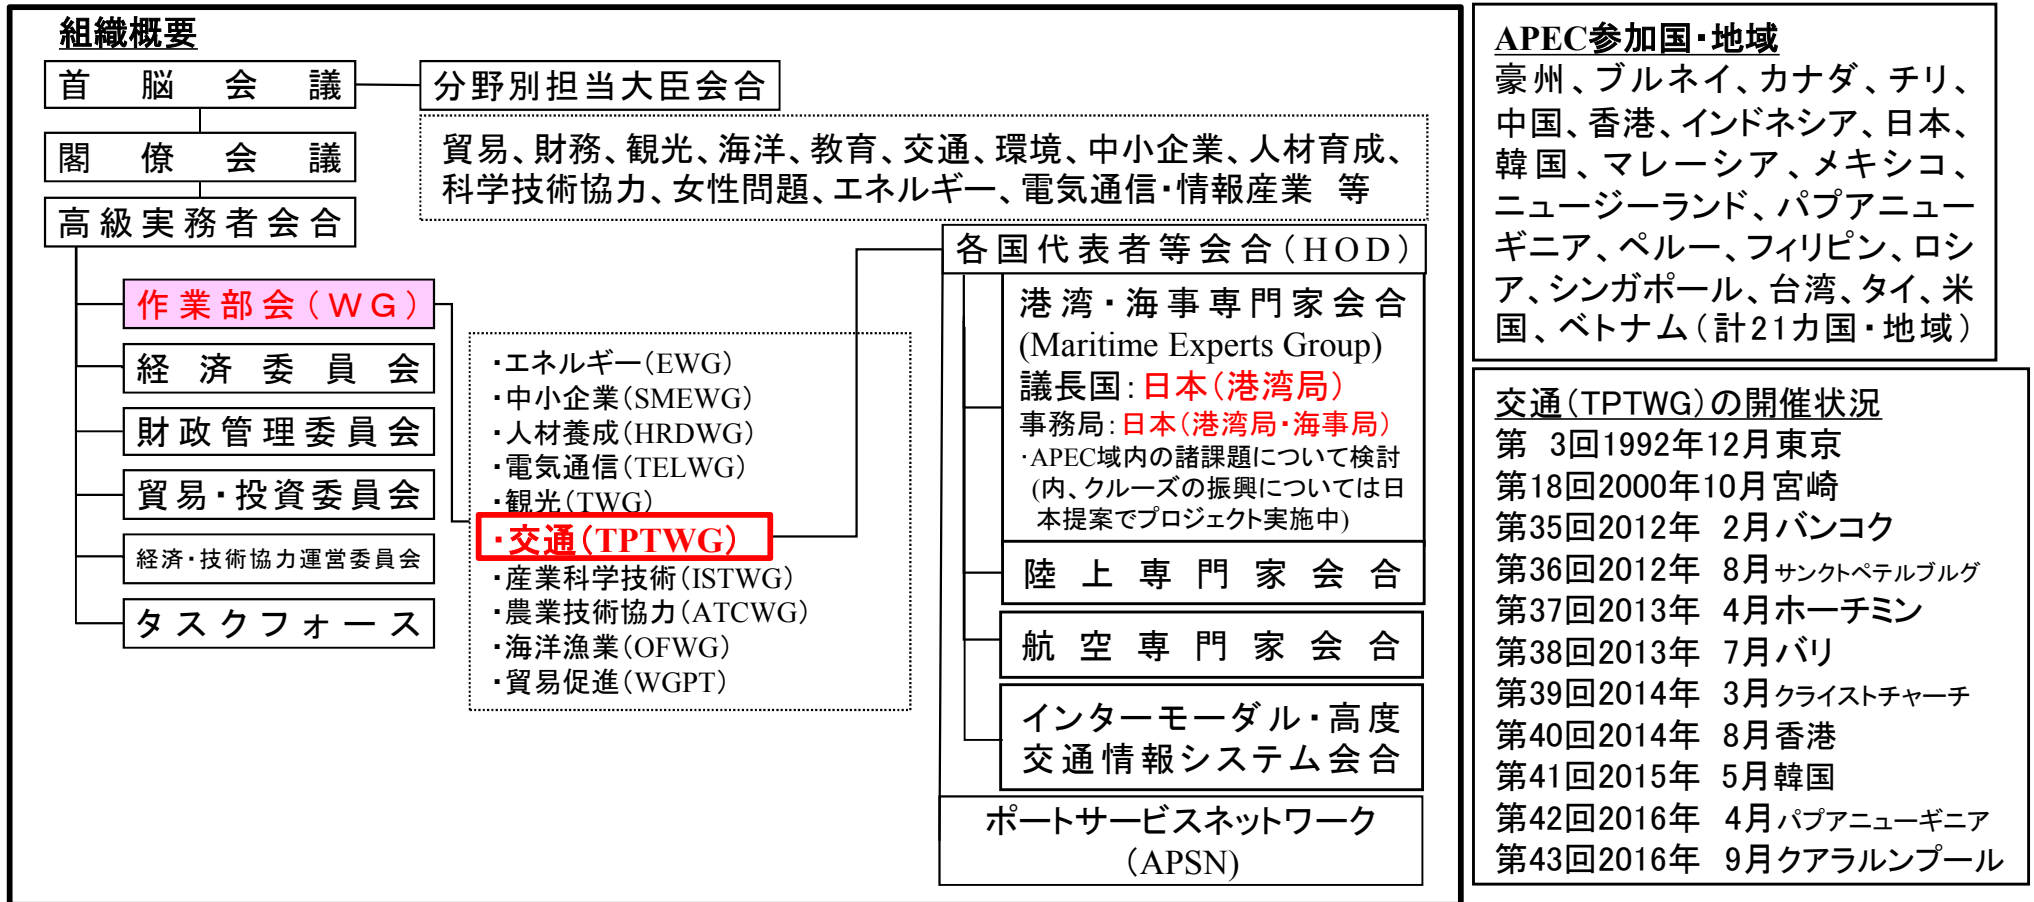 組織概要
首脳会議
分野別担当大臣会合
貿易、財務、観光、海洋、教育、交通、環境、中小企業、人材育成、
科学技術協力、女性問題、エネルギー、電気通信・情報産業 等
閣僚会議
高級実務者会合
作業部会(WG)
経済委員会
財政管理委員会
貿易・投資委員会
経済・技術協力運営委員会
タスクフォース
・エネルギー(EWG)
・中小企業(SMEWG)
・人材養成(HRDWG)
・電気通信(TELWG)
・観光(TWG)
・交通(TPTWG)
・産業科学技術(ISTWG)
・農業技術協力(ATCWG)
・海洋漁業(OFWG)
・貿易促進(WGPT)
各国代表者等会合(HOD)
港湾・海事専門家会合
(Maritime Experts Group)
議長国:日本(港湾局)
事務局:日本(港湾局・海事局)
・APEC域内の諸課題について検討
(内、クルーズの振興については日
本提案でプロジェクト実施中)
陸上専門家会合
航空専門家会合
インターモーダル・高度
交通情報システム会合
ポートサービスネットワーク
(APSN)
APEC参加国・地域
豪州、ブルネイ、カナダ、チリ、
中国、香港、インドネシア、日本、
韓国、マレーシア、メキシコ、
ニュージーランド、パプアニュー
ギニア、ペルー、フィリピン、ロシ
ア、シンガポール、台湾、タイ、米
国、ベトナム(計21カ国・地域)
交通(TPTWG)の開催状況
第 3回1992年12月東京
第18回2000年10月宮崎
第35回2012年 2月バンコク
第36回2012年 8月サンクトペテルブルグ
第37回2013年 4月ホーチミン
第38回2013年 7月バリ
第39回2014年 3月クライストチャーチ
第40回2014年 8月香港
第41回2015年 5月韓国
第42回2016年 4月パプアニューギニア
第43回2016年 9月クアラルンプール